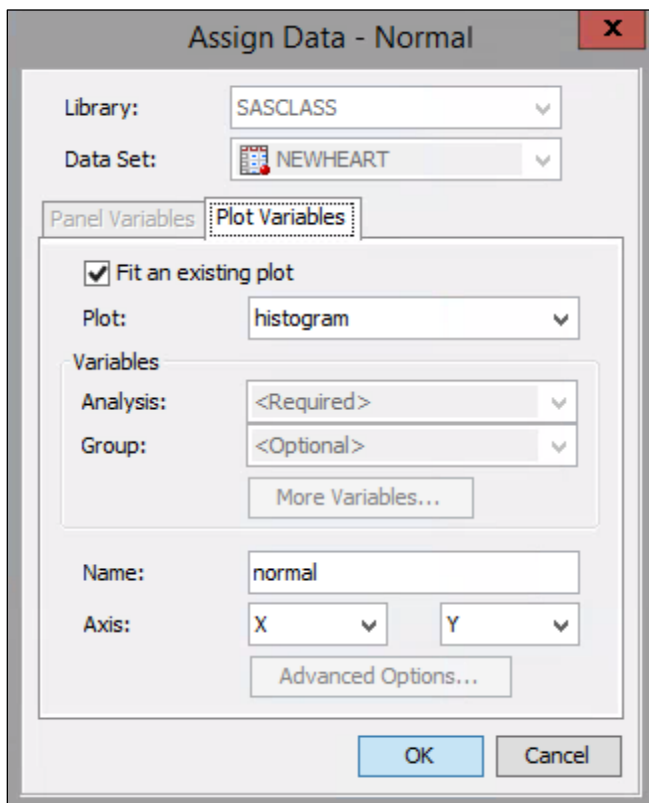 Assign Data - Normal
x
Library: SASCLASS
Data Set: NEWHEART
Panel Variables Plot Variables
Fit an existing plot
Plot: histogram
Variables
Analysis: <Required>
Group: <Optional>
More Variables...
Name: normal
Axis: X Y
Advanced Options...
OK Cancel